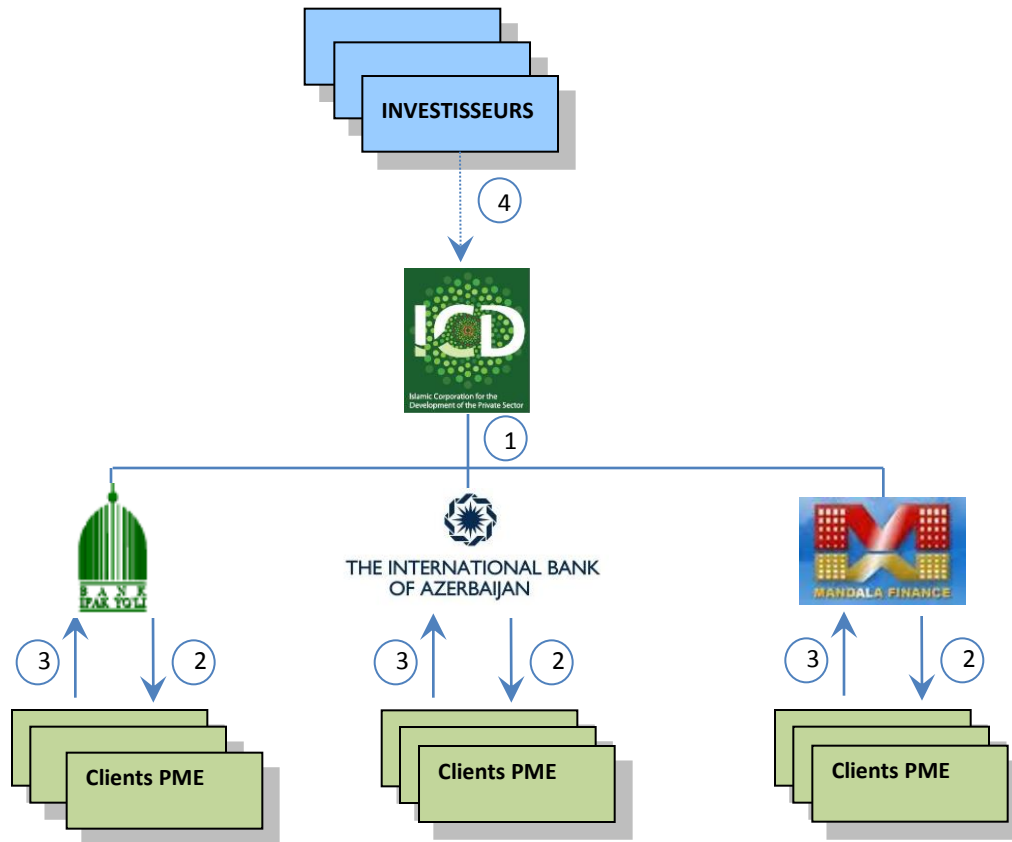 INVESTISSEURS
4
ICD
Islamic Corporation for the
Development of the Private Sector
1
BANK
IPAK YO'LI
THE INTERNATIONAL BANK
OF AZERBAIJAN
MANDALA FINANCE
3
2
3
2
3
2
Clients PME
Clients PME
Clients PME